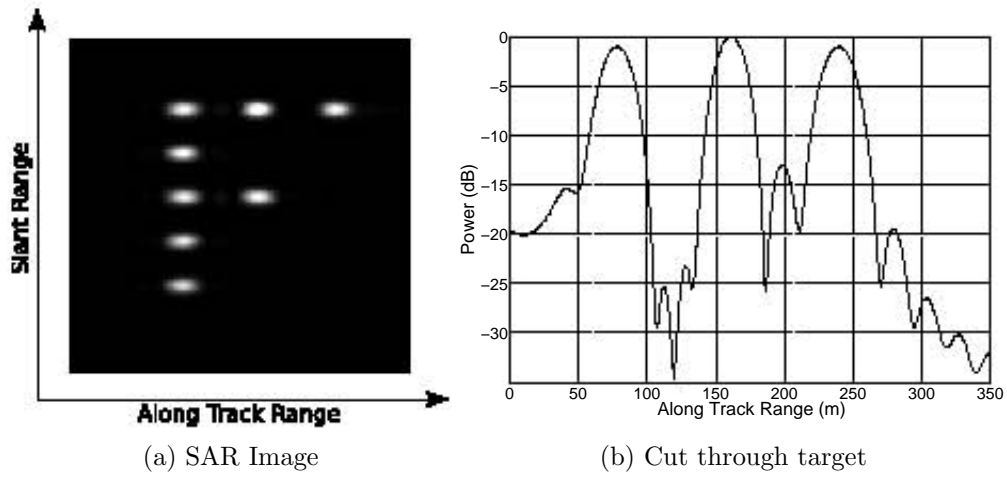 Slant Range
Along Track Range
(a) SAR Image
0
−5
−10
−15
−20
−25
−30
Power (dB)
0 50 100 150 200 250 300 350
Along Track Range (m)
(b) Cut through target